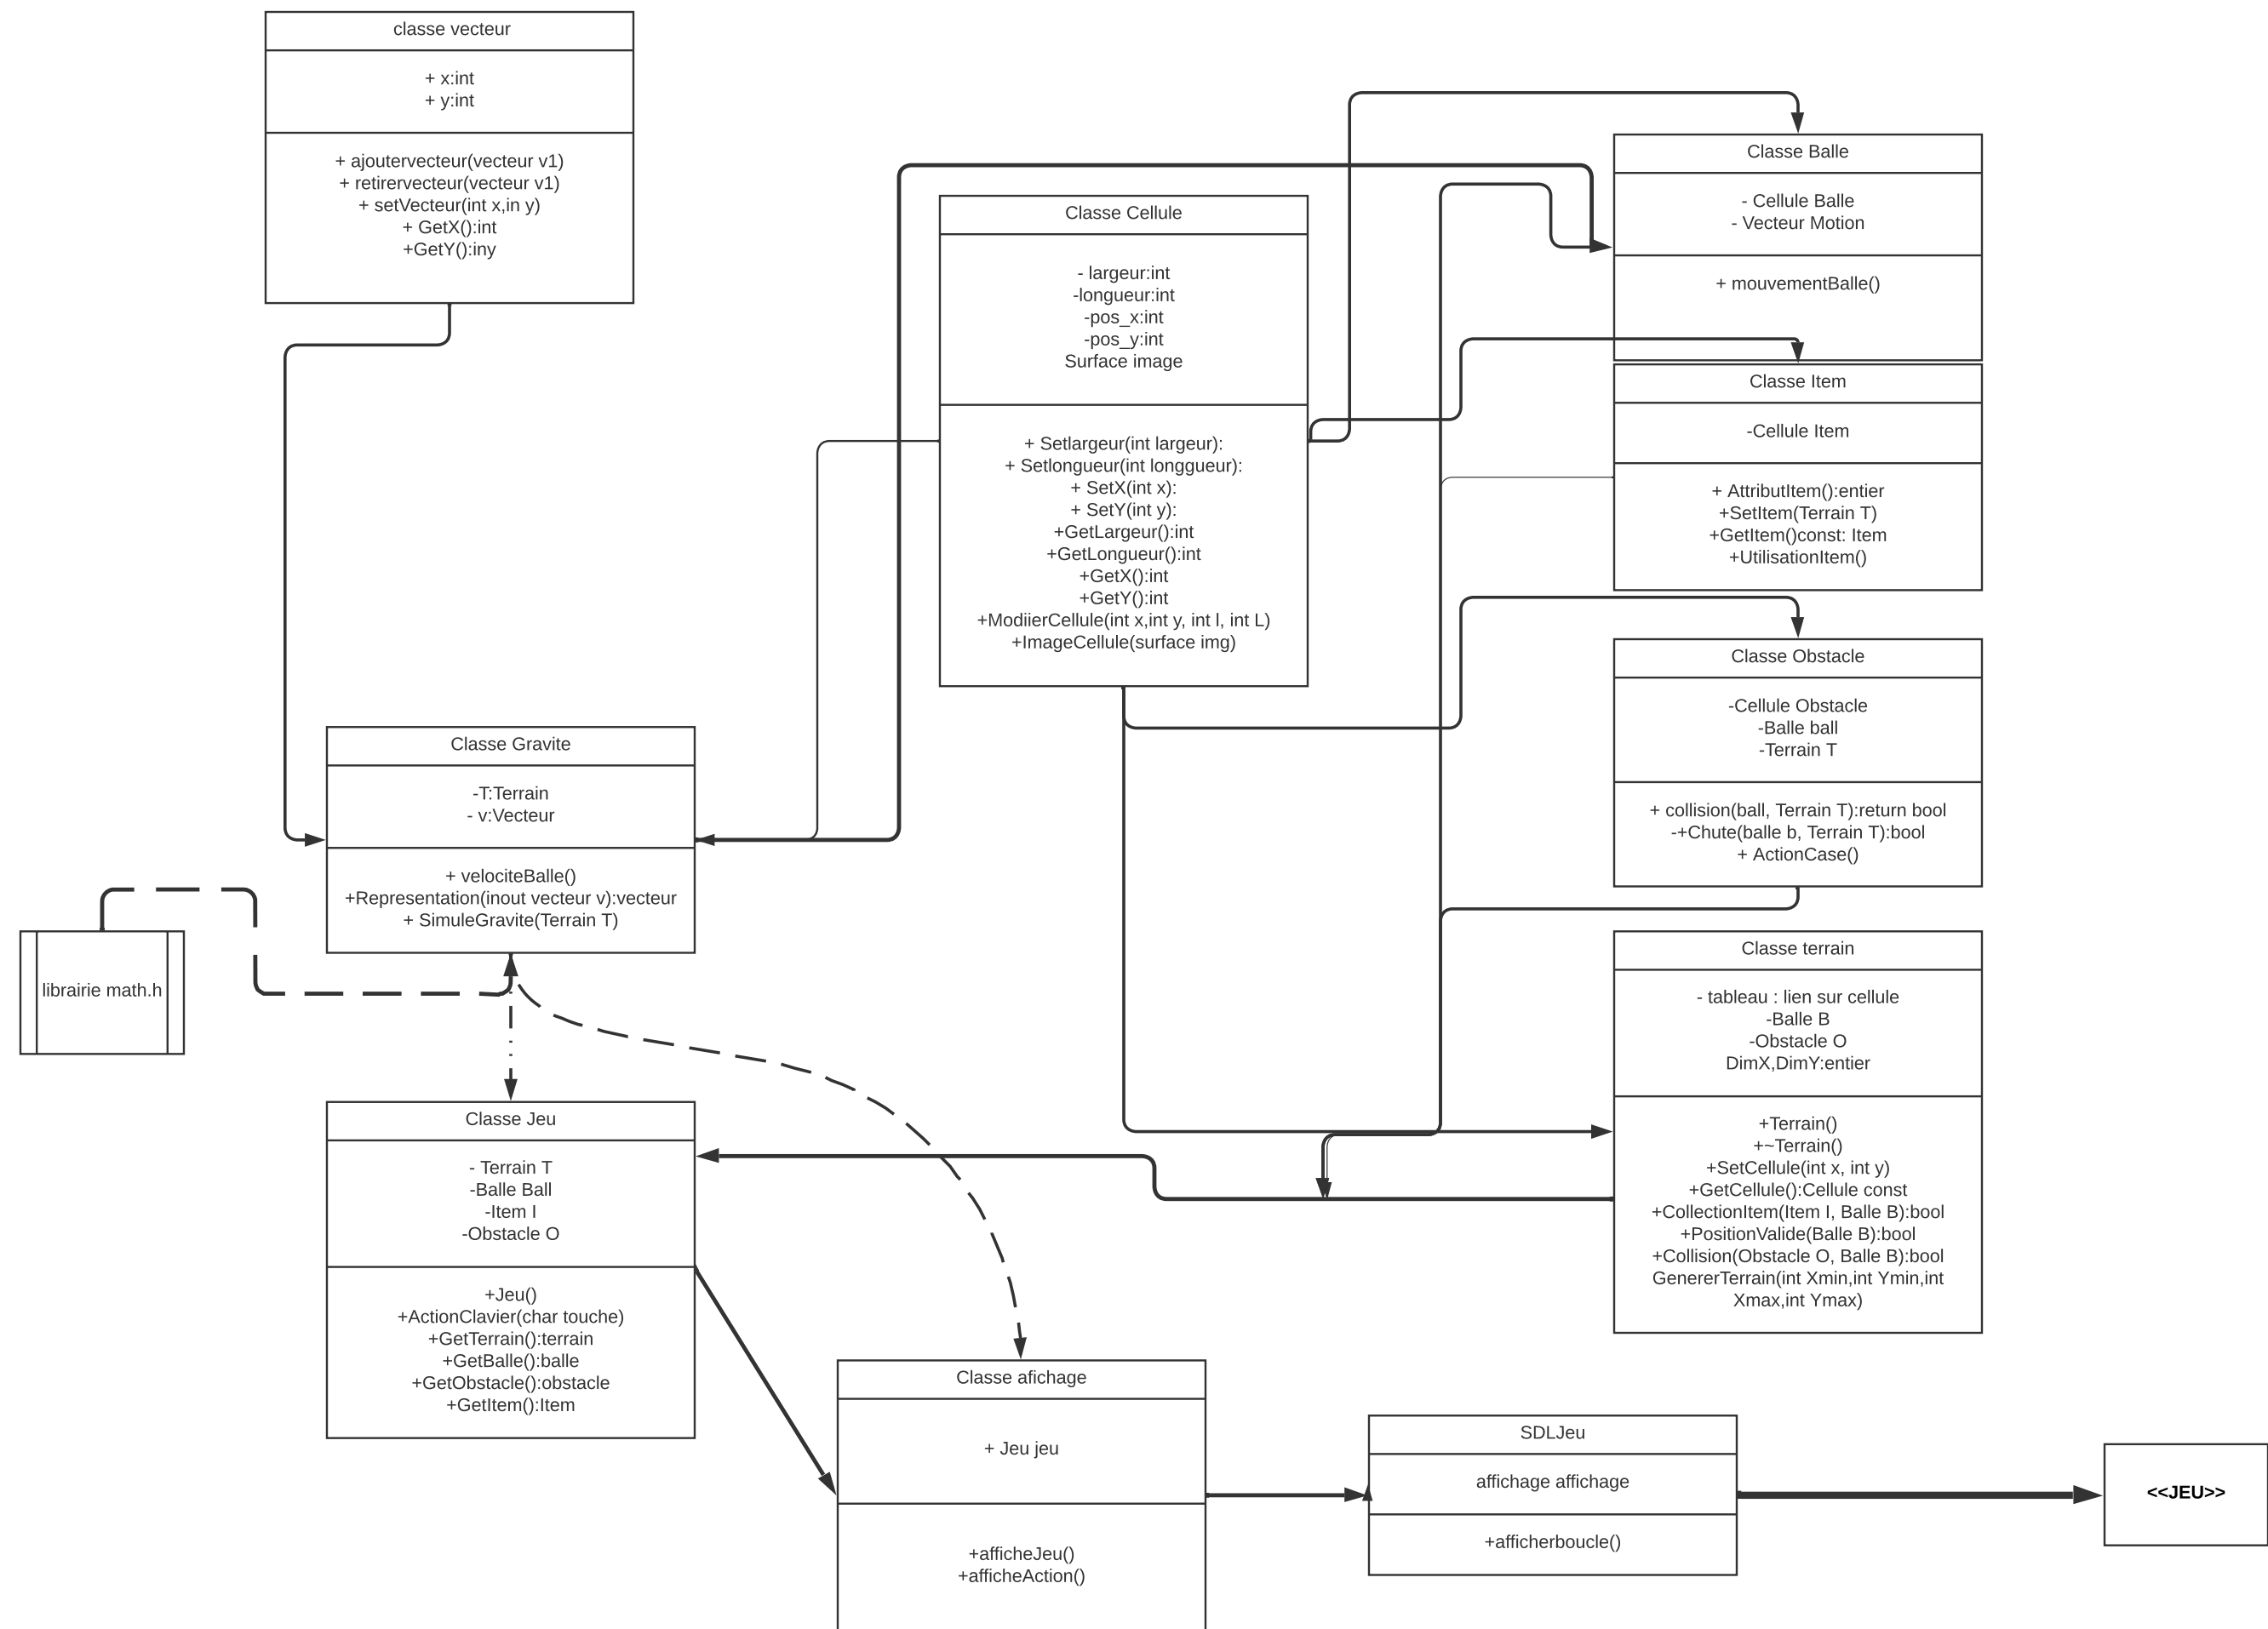 classe vecteur
+ x:int
+ y:int
+ ajoutervecteur(vecteur v1)
+ retirervecteur(vecteur v1)
+ setVecteur(int x,in y)
+ GetX():int
+GetY():iny
Classe Cellule
- largeur:int
-longueur:int
-pos_x:int
-pos_y:int
Surface image
+ Setlargeur(int largeur):
+ Setlongueur(int longgueur):
+ SetX(int x):
+ SetY(int y):
+GetLargeur():int
+GetLongueur():int
+GetX():int
+GetY():int
+ModiierCellule(int x,int y, int l, int L)
+ImageCellule(surface img)
Classe Balle
- Cellule Balle
- Vecteur Motion
+ mouvementBalle()
Classe Item
-Cellule Item
+ AttributItem():entier
+SetItem(Terrain T)
+GetItem()const: Item
+UtilisationItem()
Classe Obstacle
-Cellule Obstacle
-Balle ball
-Terrain T
+ collision(ball, Terrain T):return bool
-+Chute(balle b, Terrain T):bool
+ ActionCase()
Classe Gravite
-T:Terrain
- v:Vecteur
+ velociteBalle()
+Representation(inout vecteur v):vecteur
+ SimuleGravite(Terrain T)
librairie math.h
Classe terrain
- tableau : lien sur cellule
-Balle B
-Obstacle O
DimX,DimY:entier
+Terrain()
+~Terrain()
+SetCellule(int x, int y)
+GetCellule():Cellule const
+CollectionItem(Item I, Balle B):bool
+PositionValide(Balle B):bool
+Collision(Obstacle O, Balle B):bool
GenererTerrain(int Xmin,int Ymin,int
Xmax,int Ymax)
Classe Jeu
- Terrain T
-Balle Ball
-Item I
-Obstacle O
+Jeu()
+ActionClavier(char touche)
+GetTerrain():terrain
+GetBalle():balle
+GetObstacle():obstacle
+GetItem():Item
Classe afichage
+ Jeu jeu
+afficheJeu()
+afficheAction()
SDLJeu
affichage affichage
+afficherboucle()
<<JEU>>